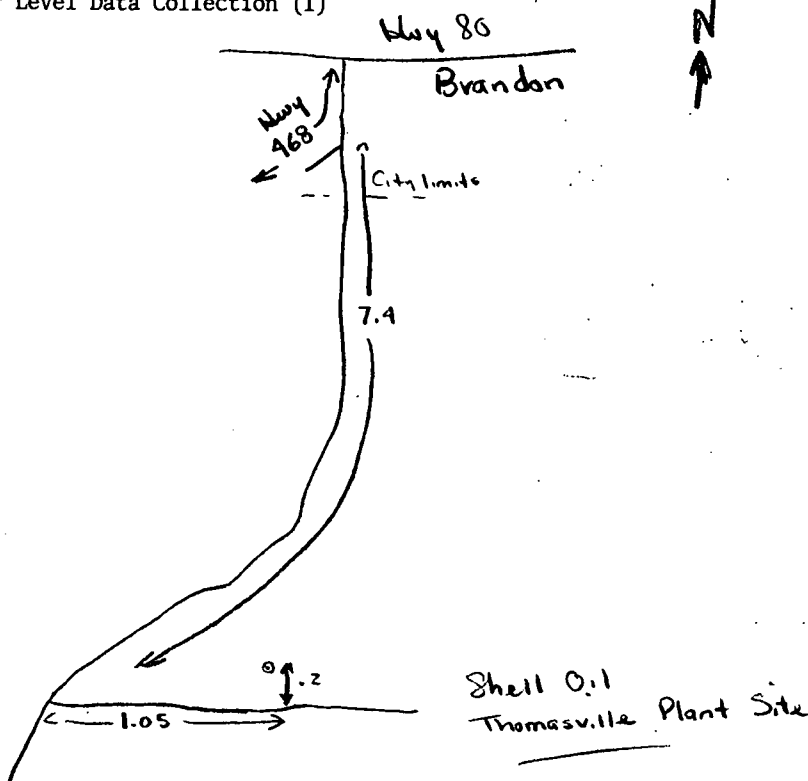 Level Data Collection (I)
Hwy 80
N
Brandon
Hwy
468
City limits
7.4
.2
1.05
Shell Oil
Thomasville Plant Site